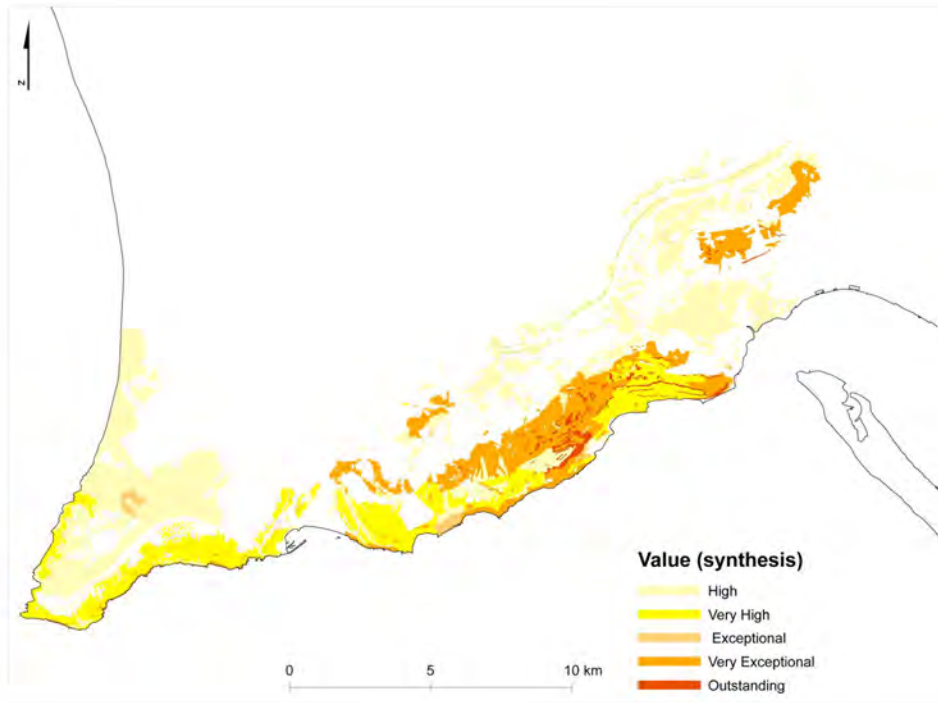 N
Value (synthesis)
High
Very High
Exceptional
Very Exceptional
Outstanding
0 5 10 km